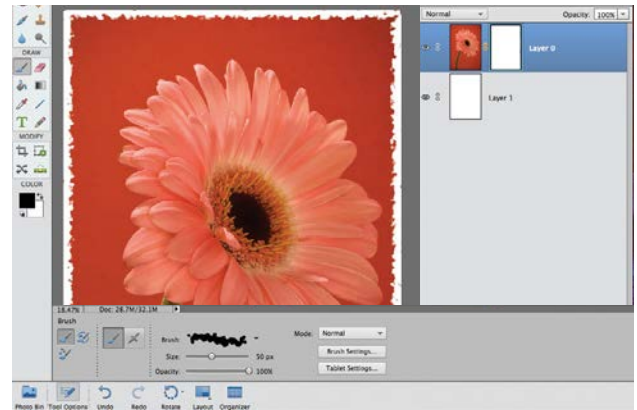 Normal
Opacity: 100%
Layer 0
DRAW
Layer 1
T
MODIFY
COLOR
18.47%
Doc: 28.7M/32.1M
Brush
Brush:
Mode: Normal
Size:
50 px
Brush Settings...
Opacity:
100%
Tablet Settings...
Photo Bin
Tool Options
Undo
Redo
Rotate
Layout
Organizer